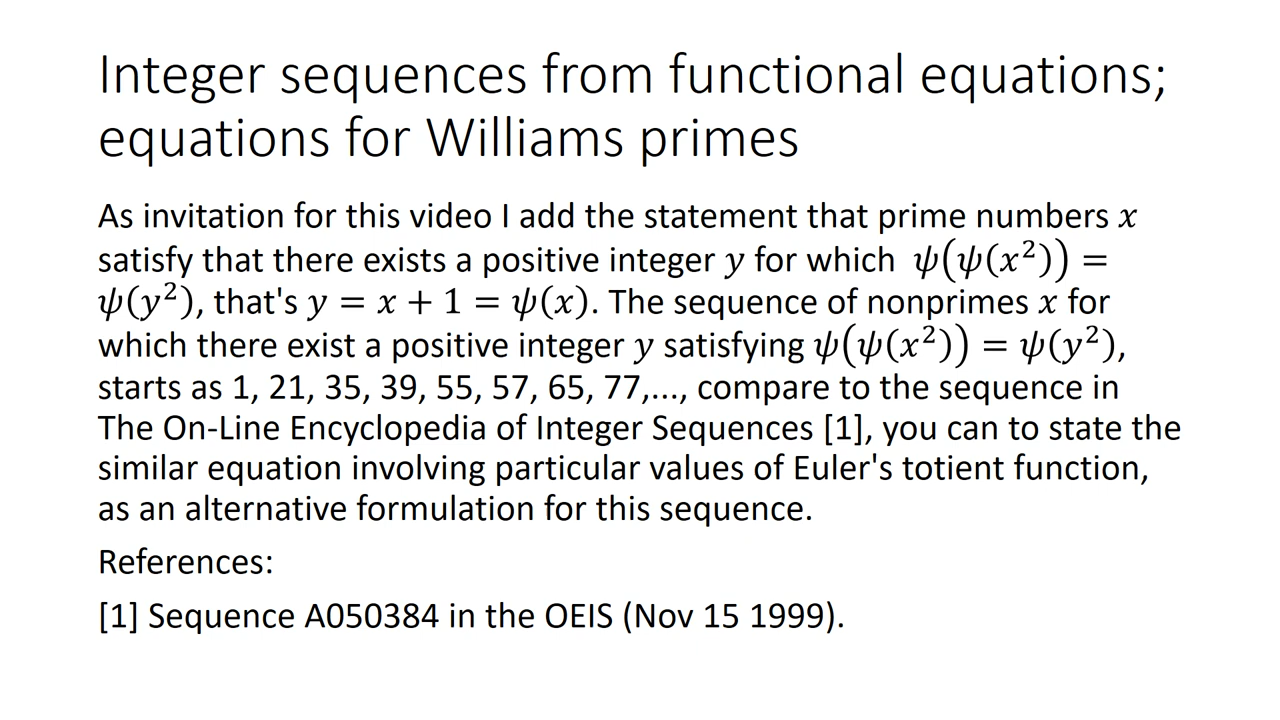 Integer sequences from functional equations;
equations for Williams primes
As invitation for this video I add the statement that prime numbers 𝑥
satisfy that there exists a positive integer 𝑦 for which 𝜓(𝜓(𝑥²)) =
𝜓(𝑦²), that's 𝑦 = 𝑥 + 1 = 𝜓(𝑥). The sequence of nonprimes 𝑥 for
which there exist a positive integer 𝑦 satisfying 𝜓(𝜓(𝑥²)) = 𝜓(𝑦²),
starts as 1, 21, 35, 39, 55, 57, 65, 77,..., compare to the sequence in
The On-Line Encyclopedia of Integer Sequences [1], you can to state the
similar equation involving particular values of Euler's totient function,
as an alternative formulation for this sequence.
References:
[1] Sequence A050384 in the OEIS (Nov 15 1999).